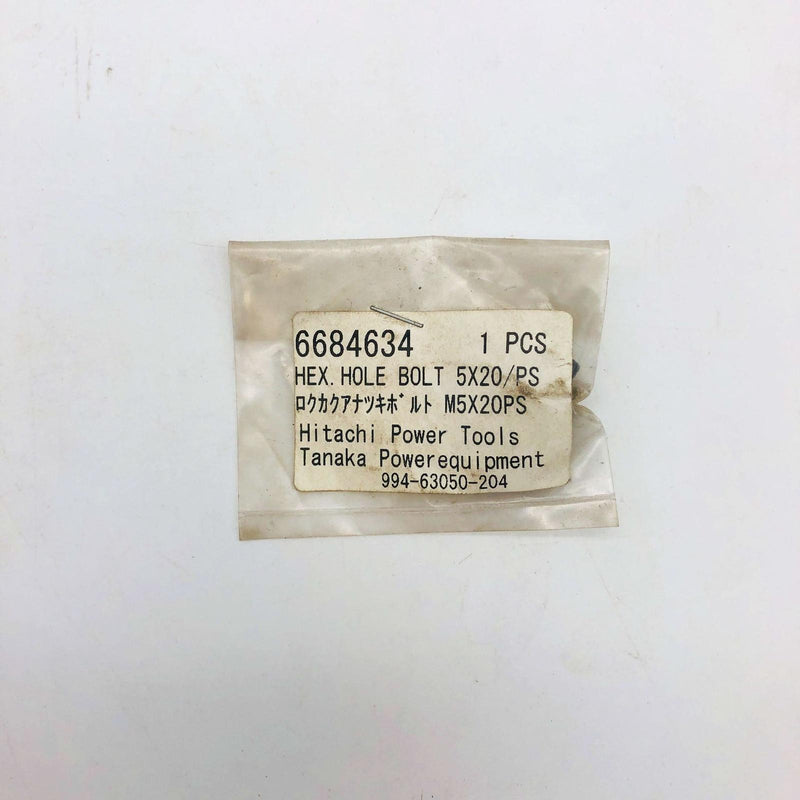 6684634 1 PCS
HEX. HOLE BOLT 5X20/PS
ﾛｸｶｸｱﾅﾂｷﾎﾞﾙﾄ M5X20PS
Hitachi Power Tools
Tanaka Powerequipment
994-63050-204